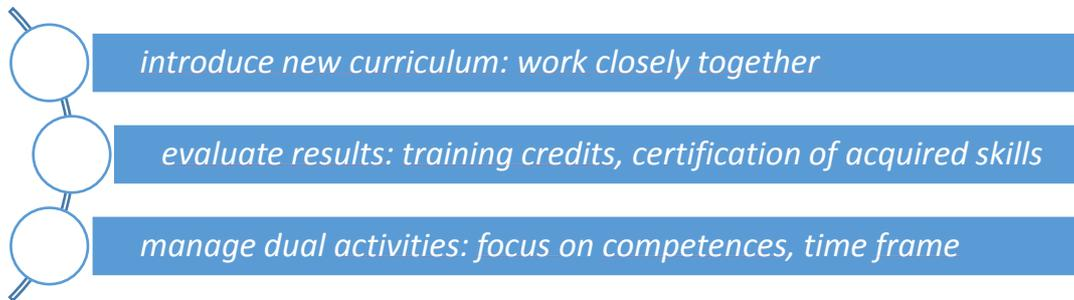 introduce new curriculum: work closely together
evaluate results: training credits, certification of acquired skills
manage dual activities: focus on competences, time frame